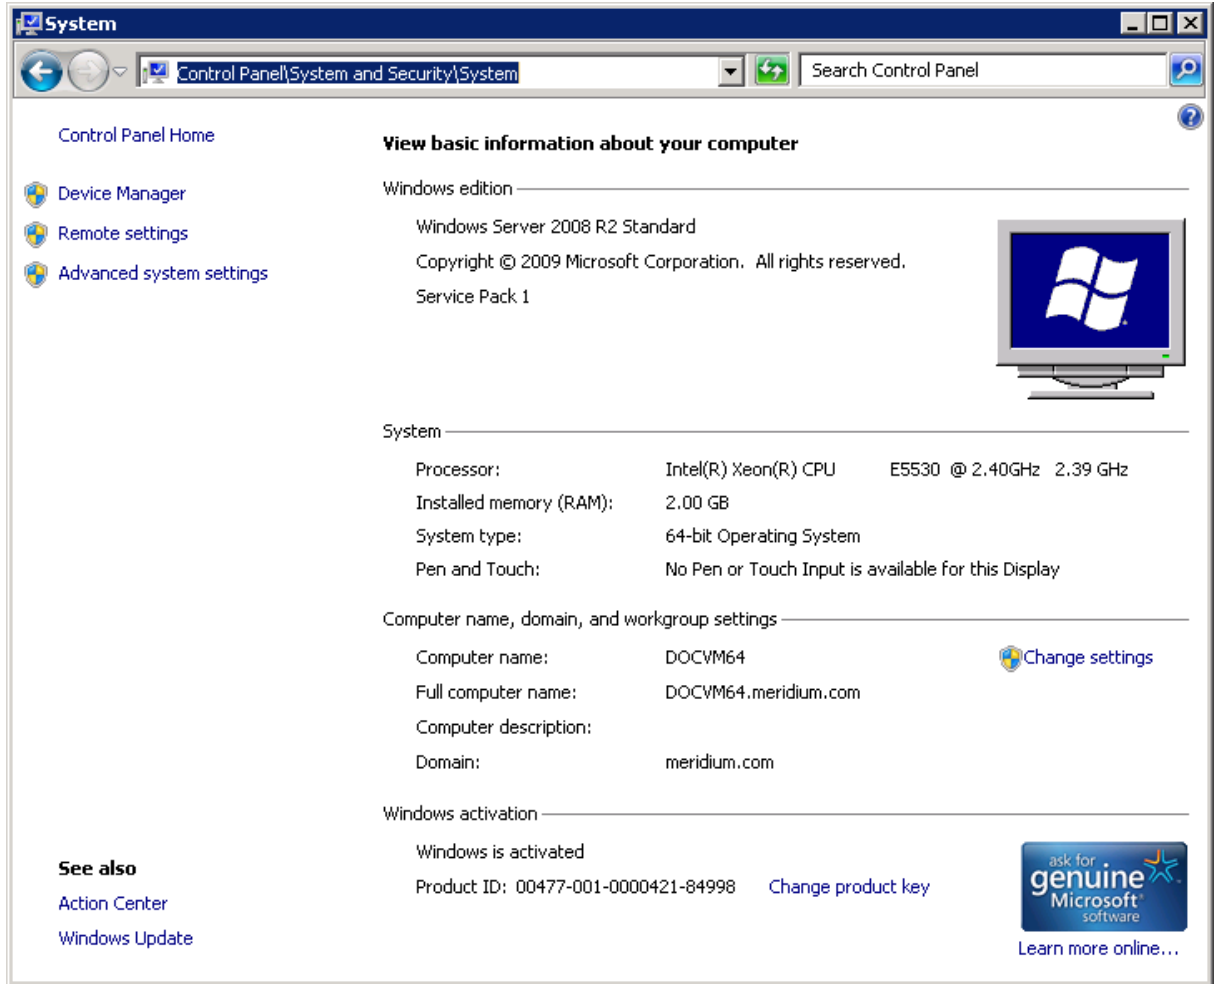 System
Control Panel\System and Security\System
Search Control Panel
Control Panel Home
Device Manager
Remote settings
Advanced system settings
See also
Action Center
Windows Update
View basic information about your computer
Windows edition
Windows Server 2008 R2 Standard
Copyright © 2009 Microsoft Corporation.  All rights reserved.
Service Pack 1
System
Processor: Intel(R) Xeon(R) CPU E5530 @ 2.40GHz 2.39 GHz
Installed memory (RAM): 2.00 GB
System type: 64-bit Operating System
Pen and Touch: No Pen or Touch Input is available for this Display
Computer name, domain, and workgroup settings
Computer name: DOCVM64 Change settings
Full computer name: DOCVM64.meridium.com
Computer description:
Domain: meridium.com
Windows activation
Windows is activated
Product ID: 00477-001-0000421-84998 Change product key
ask for
genuine
Microsoft
software
Learn more online...